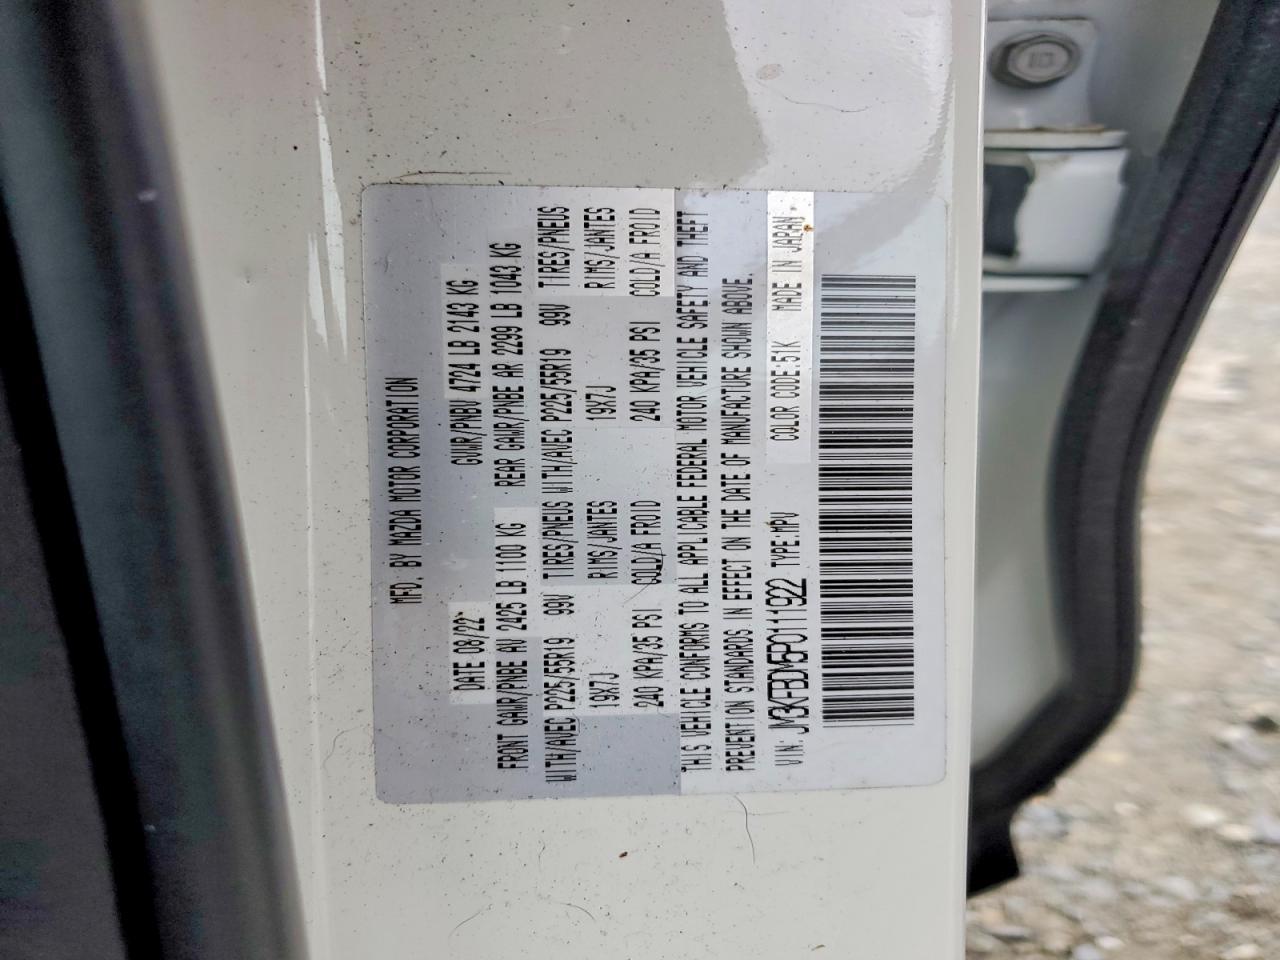 MFD. BY MAZDA MOTOR CORPORATION
DATE 08/22 GVWR/PNBV 4724 LB 2143 KG
FRONT GAWR/PNBE AV 2425 LB 1100 KG REAR GAWR/PNBE AR 2299 LB 1043 KG
WITH/AVEC P225/55R19 99V TIRES/PNEUS WITH/AVEC P225/55R19 99V TIRES/PNEUS
19X7J RIMS/JANTES 19X7J RIMS/JANTES
240 KPA/35 PSI COLD/A FROID 240 KPA/35 PSI COLD/A FROID
THIS VEHICLE CONFORMS TO ALL APPLICABLE FEDERAL MOTOR VEHICLE SAFETY AND THEFT
PREVENTION STANDARDS IN EFFECT ON THE DATE OF MANUFACTURE SHOWN ABOVE.
VIN: JM3KFBDM5P0111922 TYPE:MPV COLOR CODE:51K MADE IN JAPAN
10